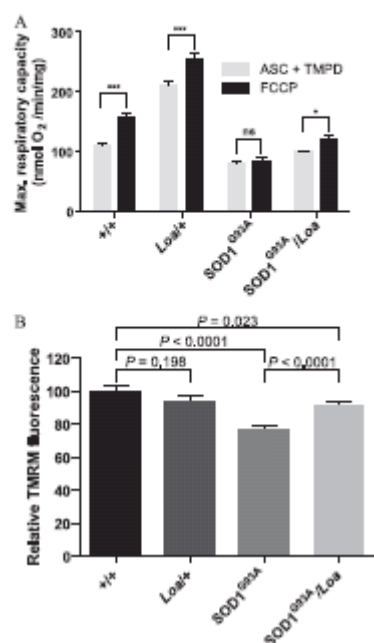 A
Max. respiratory capacity
(nmol O2 /min/mg)
300
200
100
0
***
***
ns
*
ASC + TMPD
FCCP
+/+
Loa/+
SOD1G93A
SOD1G93A/Loa
B
Relative TMRM fluorescence
120
100
80
60
40
20
0
P = 0.023
P < 0.0001
P = 0.198
P < 0.0001
+/+
Loa/+
SOD1G93A
SOD1G93A/Loa